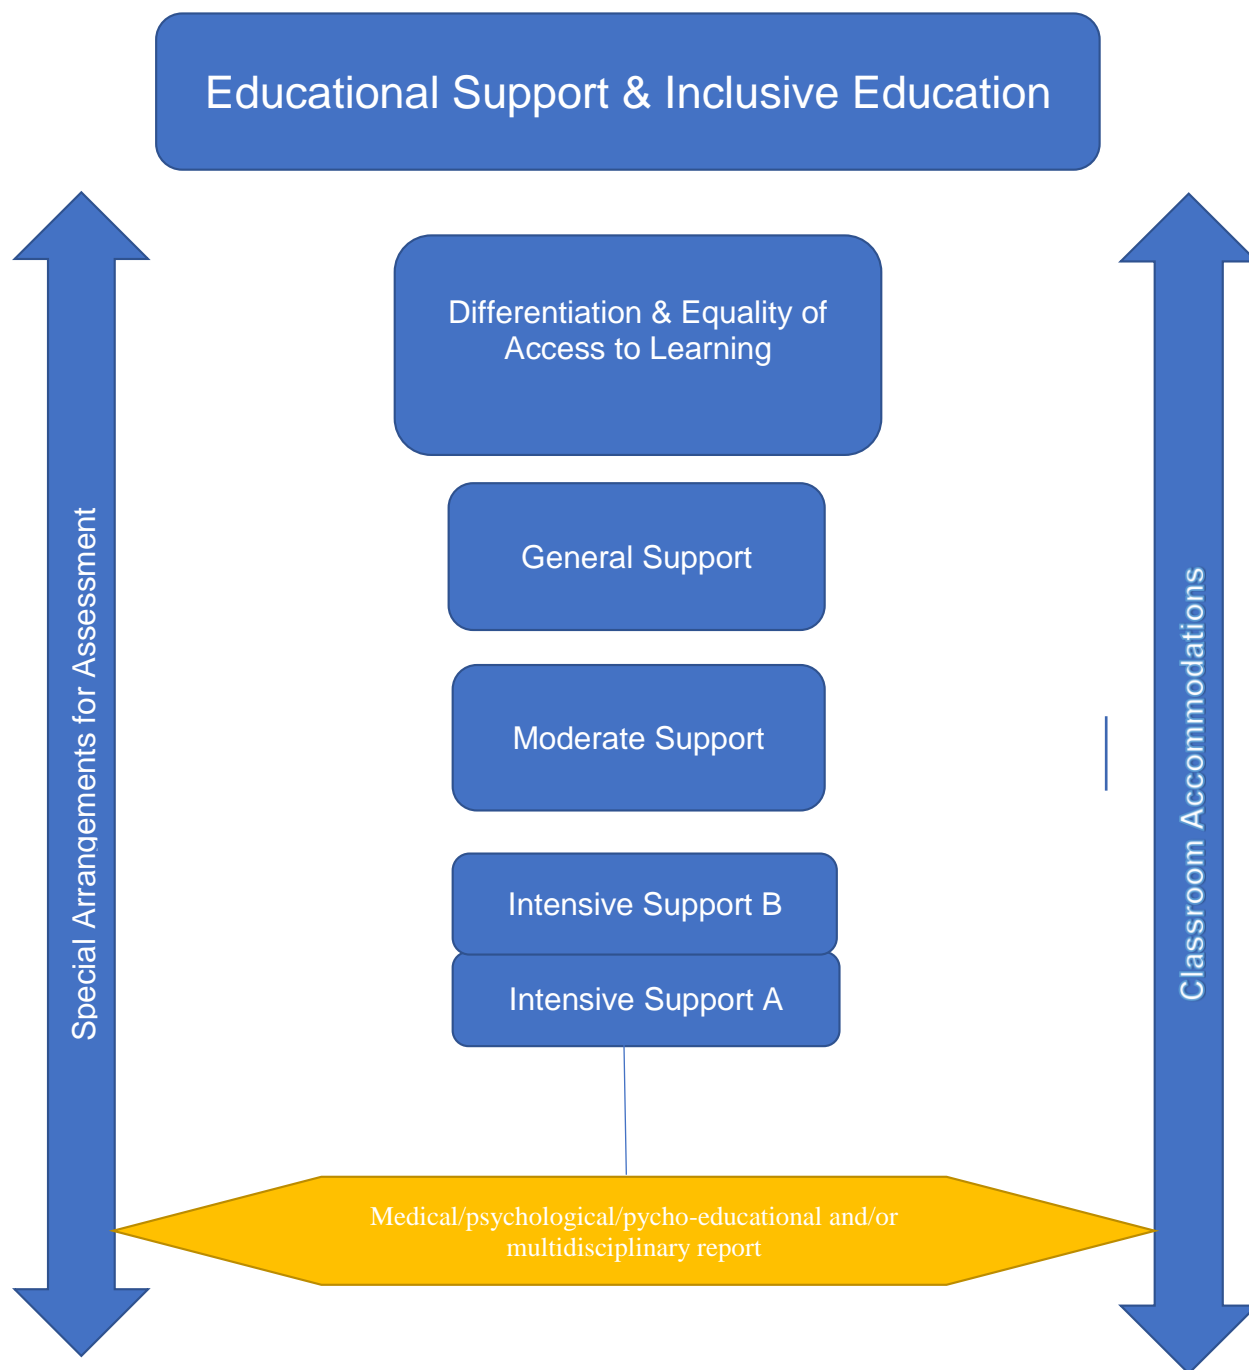 Educational Support & Inclusive Education
Differentiation & Equality of
Access to Learning
General Support
Moderate Support
Intensive Support B
Intensive Support A
Special Arrangements for Assessment
Classroom Accommodations
Medical/psychological/pycho-educational and/or
multidisciplinary report